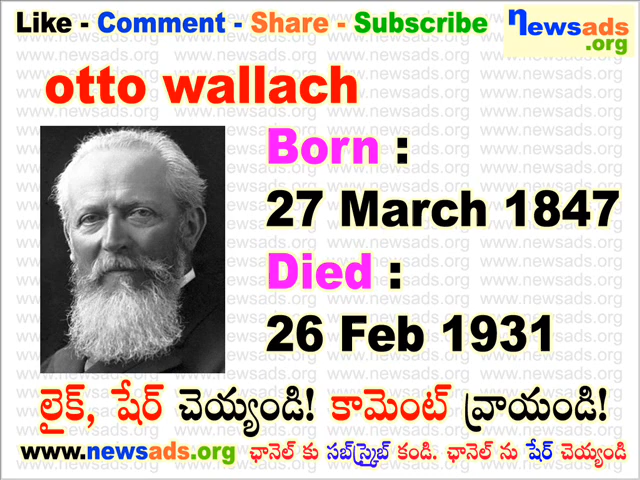 Like - Comment - Share - Subscribe
newsads
.org
otto wallach
Born :
27 March 1847
Died :
26 Feb 1931
లైక్, షేర్ చెయ్యండి! కామెంట్ వ్రాయండి!
www.newsads.org ఛానెల్ కు సబ్‌స్క్రైబ్ కండి. ఛానెల్ ను షేర్ చెయ్యండి